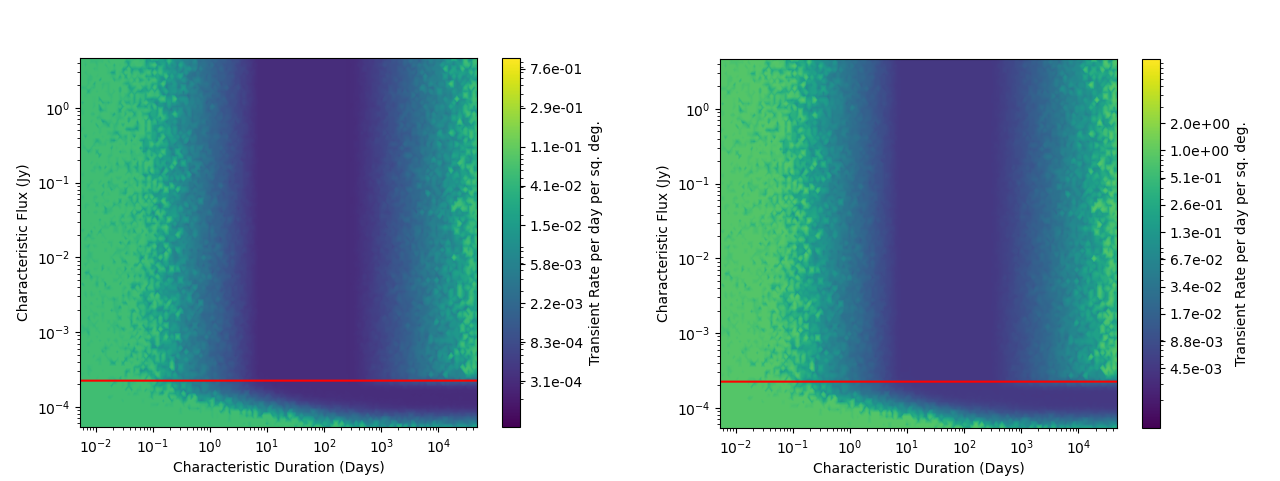 10⁰
10⁻¹
10⁻²
10⁻³
10⁻⁴
Characteristic Flux (Jy)
10⁻² 10⁻¹ 10⁰ 10¹ 10² 10³ 10⁴
Characteristic Duration (Days)
7.6e-01
2.9e-01
1.1e-01
4.1e-02
1.5e-02
5.8e-03
2.2e-03
8.3e-04
3.1e-04
Transient Rate per day per sq. deg.
10⁰
10⁻¹
10⁻²
10⁻³
10⁻⁴
Characteristic Flux (Jy)
10⁻² 10⁻¹ 10⁰ 10¹ 10² 10³ 10⁴
Characteristic Duration (Days)
2.0e+00
1.0e+00
5.1e-01
2.6e-01
1.3e-01
6.7e-02
3.4e-02
1.7e-02
8.8e-03
4.5e-03
Transient Rate per day per sq. deg.